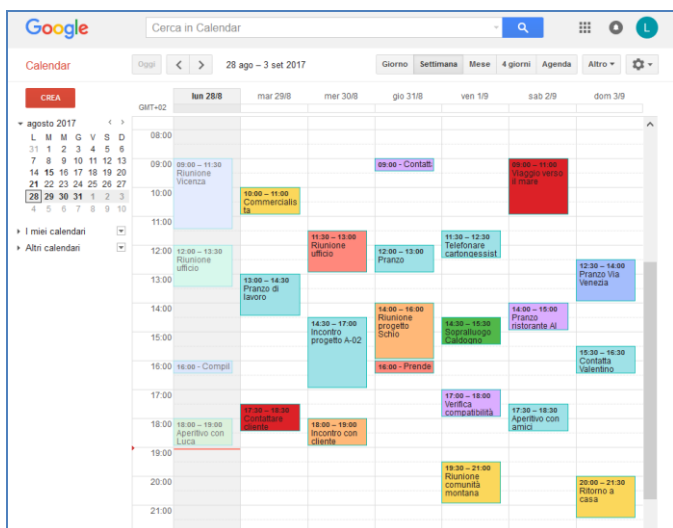 Google
Cerca in Calendar
L
Calendar
Oggi
28 ago – 3 set 2017
Giorno Settimana Mese 4 giorni Agenda
Altro
CREA
agosto 2017
L M M G V S D
31 1 2 3 4 5 6
7 8 9 10 11 12 13
14 15 16 17 18 19 20
21 22 23 24 25 26 27
28 29 30 31 1 2 3
4 5 6 7 8 9 10
I miei calendari
Altri calendari
lun 28/8 mar 29/8 mer 30/8 gio 31/8 ven 1/9 sab 2/9 dom 3/9
GMT+02
08:00
09:00
10:00
11:00
12:00
13:00
14:00
15:00
16:00
17:00
18:00
19:00
20:00
21:00
09:00 – 11:30
Riunione
Vicenza
12:00 – 13:30
Riunione
ufficio
16:00 - Compil
18:00 – 19:00
Aperitivo con
Luca
10:00 – 11:00
Commercialis
ta
13:00 – 14:30
Pranzo di
lavoro
17:30 – 18:30
Contattare
cliente
11:30 – 13:00
Riunione
ufficio
14:30 – 17:00
Incontro
progetto A-02
18:00 – 19:00
Incontro con
cliente
09:00 - Contatt
12:00 – 13:00
Pranzo
14:00 – 16:00
Riunione
progetto
Schio
16:00 - Prende
11:30 – 12:30
Telefonare
cartongessist
14:30 – 15:30
Sopralluogo
Caldogno
17:00 – 18:00
Verifica
compatibilità
19:30 – 21:00
Riunione
comunità
montana
09:00 – 11:00
Viaggio verso
il mare
14:00 – 15:00
Pranzo
ristorante Al
17:30 – 18:30
Aperitivo con
amici
12:30 – 14:00
Pranzo Via
Venezia
15:30 – 16:30
Contatta
Valentino
20:00 – 21:30
Ritorno a
casa